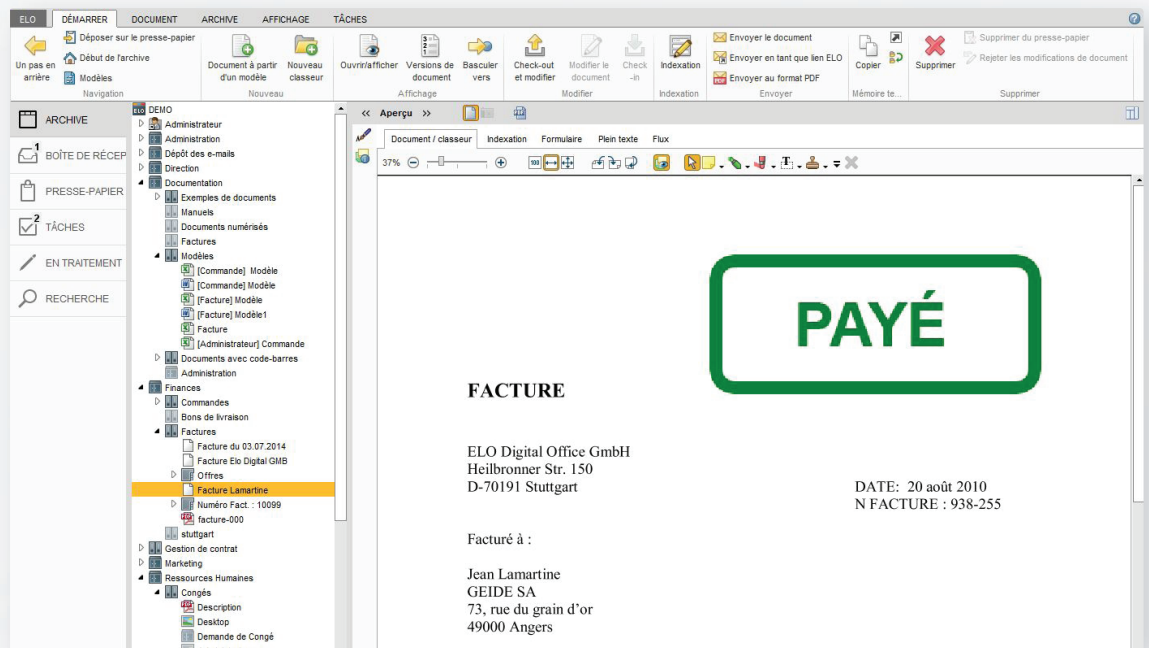 ELO DÉMARRER DOCUMENT ARCHIVE AFFICHAGE TÂCHES
Un pas en arrière
Déposer sur le presse-papier
Début de l'archive
Modèles
Navigation
Document à partir d'un modèle
Nouveau classeur
Nouveau
Ouvrir/afficher
Versions de document
Basculer vers
Affichage
Check-out et modifier
Modifier le document
Check -in
Modifier
Indexation
Indexation
Envoyer le document
Envoyer en tant que lien ELO
Envoyer au format PDF
Envoyer
Copier
Mémoire te...
Supprimer
Supprimer du presse-papier
Rejeter les modifications de document
Supprimer
ARCHIVE
1
BOÎTE DE RÉCEP
PRESSE-PAPIER
2
TÂCHES
EN TRAITEMENT
RECHERCHE
ELO DEMO
Administrateur
Administration
Dépôt des e-mails
Direction
Documentation
Exemples de documents
Manuels
Documents numérisés
Factures
Modèles
[Commande] Modèle
[Commande] Modèle
[Facture] Modèle
[Facture] Modèle1
Facture
[Administrateur] Commande
Documents avec code-barres
Administration
Finances
Commandes
Bons de livraison
Factures
Facture du 03.07.2014
Facture Elo Digital GMB
Offres
Facture Lamartine
Numéro Fact. : 10099
facture-000
stuttgart
Gestion de contrat
Marketing
Ressources Humaines
Congés
Description
Desktop
Demande de Congé
« Aperçu »
Document / classeur Indexation Formulaire Plein texte Flux
37% 100
PAYÉ
FACTURE
ELO Digital Office GmbH
Heilbronner Str. 150
D-70191 Stuttgart
DATE: 20 août 2010
N FACTURE : 938-255
Facturé à :
Jean Lamartine
GEIDE SA
73, rue du grain d'or
49000 Angers